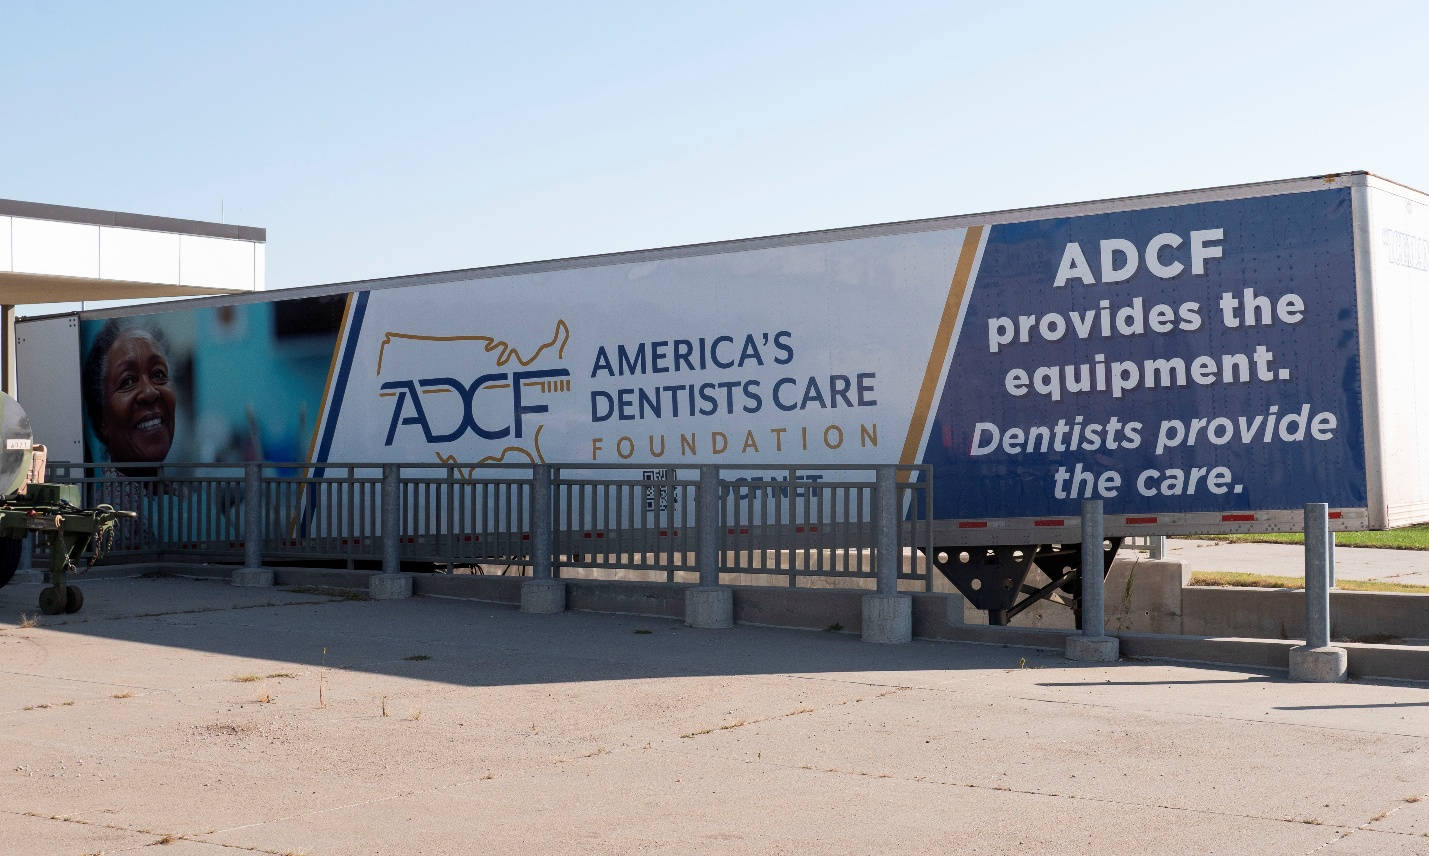 ADCF
AMERICA'S
DENTISTS CARE
FOUNDATION
ADCF
provides the
equipment.
Dentists provide
the care.